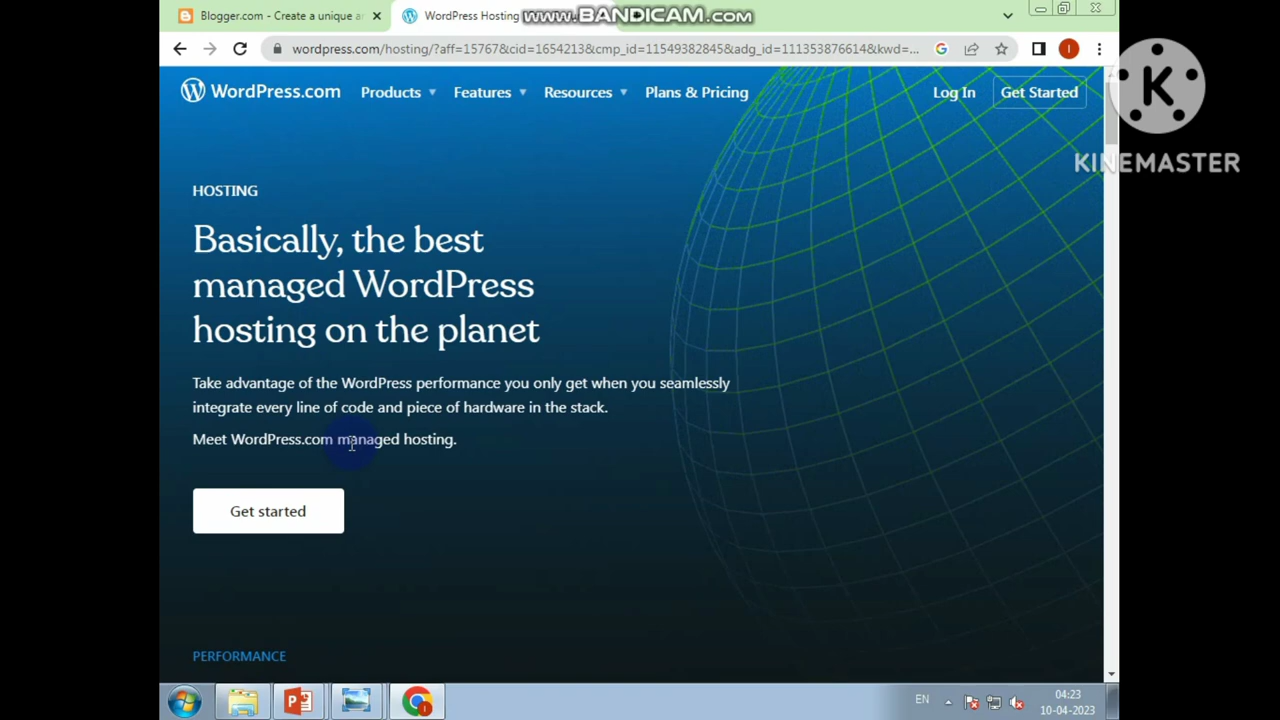 Blogger.com - Create a unique a
WordPress Hosting
www.BANDICAM.com
wordpress.com/hosting/?aff=15767&cid=1654213&cmp_id=11549382845&adg_id=111353876614&kwd=...
I
K
KINEMASTER
WordPress.com
Products
Features
Resources
Plans & Pricing
Log In
Get Started
HOSTING
Basically, the best
managed WordPress
hosting on the planet
Take advantage of the WordPress performance you only get when you seamlessly
integrate every line of code and piece of hardware in the stack.
Meet WordPress.com managed hosting.
Get started
PERFORMANCE
EN
04:23
10-04-2023